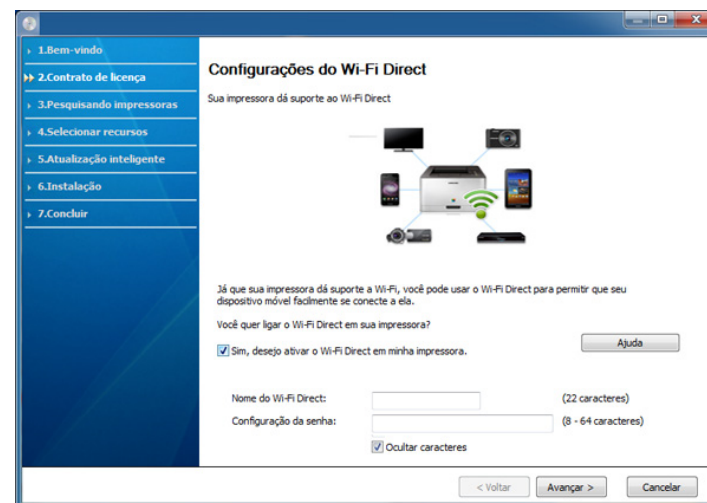 1.Bem-vindo
2.Contrato de licença
3.Pesquisando impressoras
4.Selecionar recursos
5.Atualização inteligente
6.Instalação
7.Concluir
Configurações do Wi-Fi Direct
Sua impressora dá suporte ao Wi-Fi Direct
Já que sua impressora dá suporte a Wi-Fi, você pode usar o Wi-Fi Direct para permitir que seu
dispositivo móvel facilmente se conecte a ela.
Você quer ligar o Wi-Fi Direct em sua impressora?
Sim, desejo ativar o Wi-Fi Direct em minha impressora.
Ajuda
Nome do Wi-Fi Direct: (22 caracteres)
Configuração da senha: (8 - 64 caracteres)
Ocultar caracteres
< Voltar Avançar > Cancelar